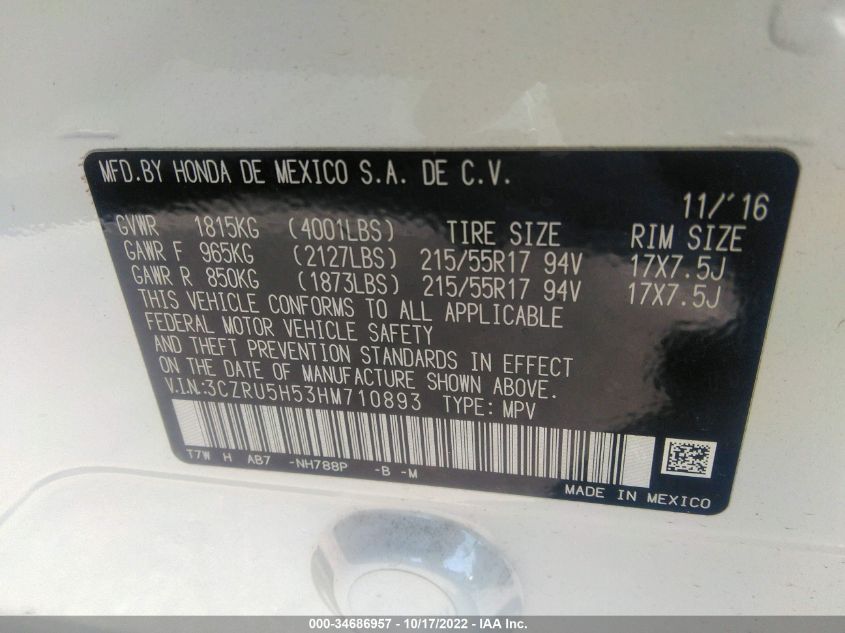 MFD.BY HONDA DE MEXICO S.A. DE C.V.
11/'16
GVWR 1815KG (4001LBS) TIRE SIZE RIM SIZE
GAWR F 965KG (2127LBS) 215/55R17 94V 17X7.5J
GAWR R 850KG (1873LBS) 215/55R17 94V 17X7.5J
THIS VEHICLE CONFORMS TO ALL APPLICABLE
FEDERAL MOTOR VEHICLE SAFETY
AND THEFT PREVENTION STANDARDS IN EFFECT
ON THE DATE OF MANUFACTURE SHOWN ABOVE.
V.I.N.:3CZRU5H53HM710893 TYPE: MPV
T7W H AB7 -NH788P -B -M
MADE IN MEXICO
000-34686957 - 10/17/2022 - IAA Inc.